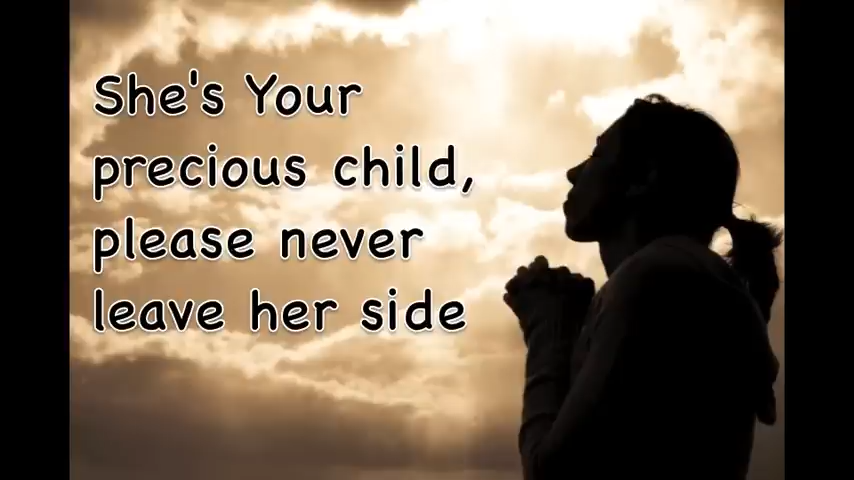 She's Your
precious child,
please never
leave her side